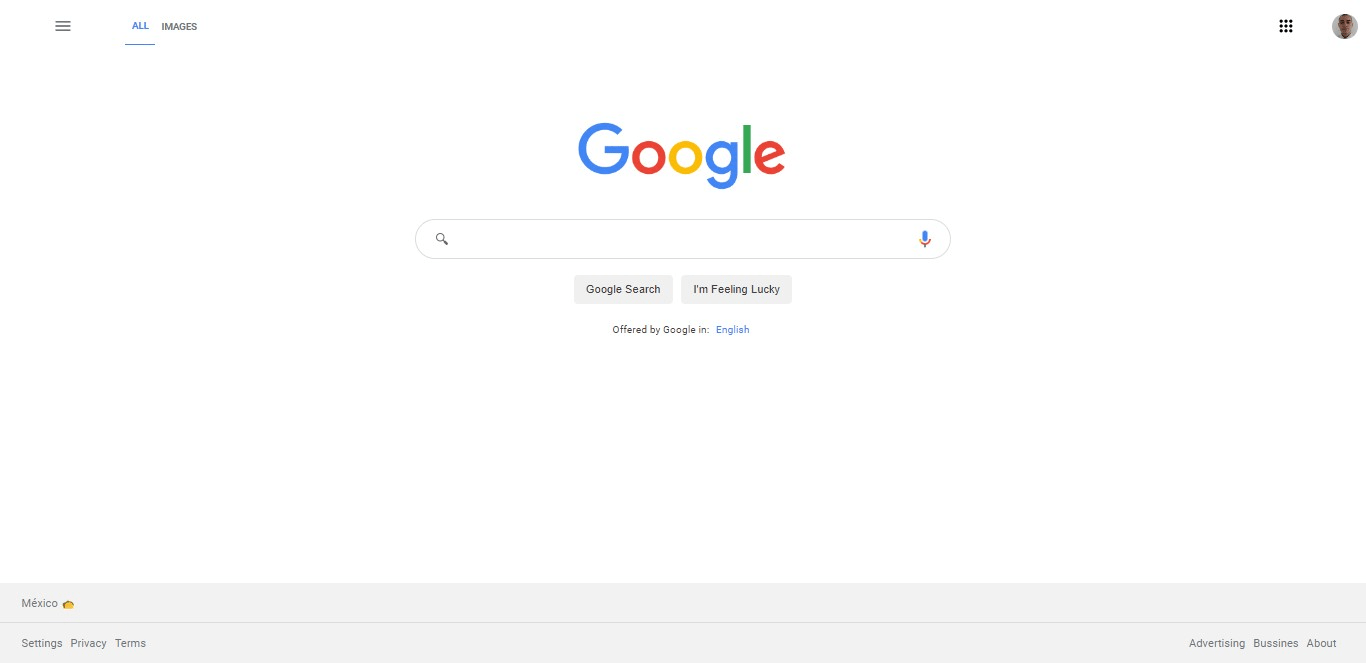 ALL IMAGES
Google
Google Search I'm Feeling Lucky
Offered by Google in: English
México 🌮
Settings Privacy Terms Advertising Bussines About